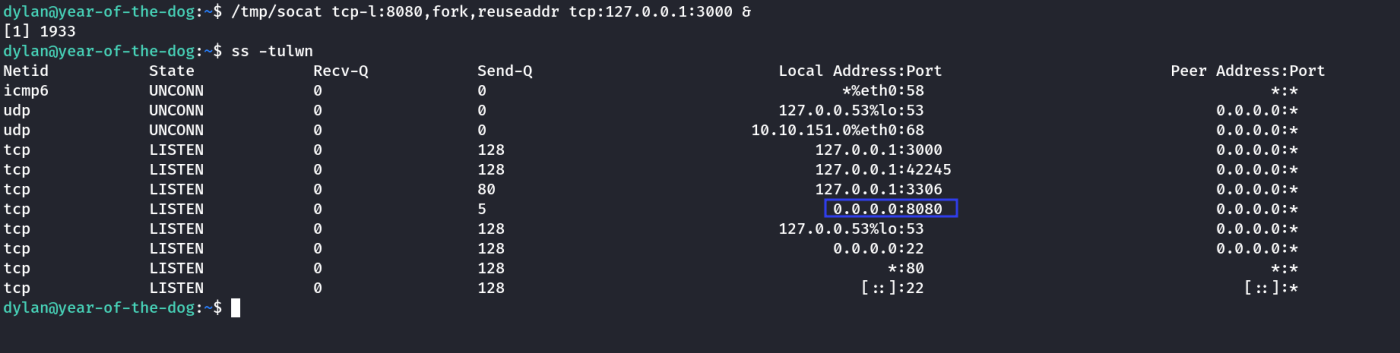 dylan@year-of-the-dog:~$ /tmp/socat tcp-l:8080,fork,reuseaddr tcp:127.0.0.1:3000 &
[1] 1933
dylan@year-of-the-dog:~$ ss -tulwn
Netid State Recv-Q Send-Q Local Address:Port Peer Address:Port
icmp6 UNCONN 0 0 *%eth0:58 *:*
udp UNCONN 0 0 127.0.0.53%lo:53 0.0.0.0:*
udp UNCONN 0 0 10.10.151.0%eth0:68 0.0.0.0:*
tcp LISTEN 0 128 127.0.0.1:3000 0.0.0.0:*
tcp LISTEN 0 128 127.0.0.1:42245 0.0.0.0:*
tcp LISTEN 0 80 127.0.0.1:3306 0.0.0.0:*
tcp LISTEN 0 5 0.0.0.0:8080 0.0.0.0:*
tcp LISTEN 0 128 127.0.0.53%lo:53 0.0.0.0:*
tcp LISTEN 0 128 0.0.0.0:22 0.0.0.0:*
tcp LISTEN 0 128 *:80 *:*
tcp LISTEN 0 128 [::]:22 [::]:*
dylan@year-of-the-dog:~$